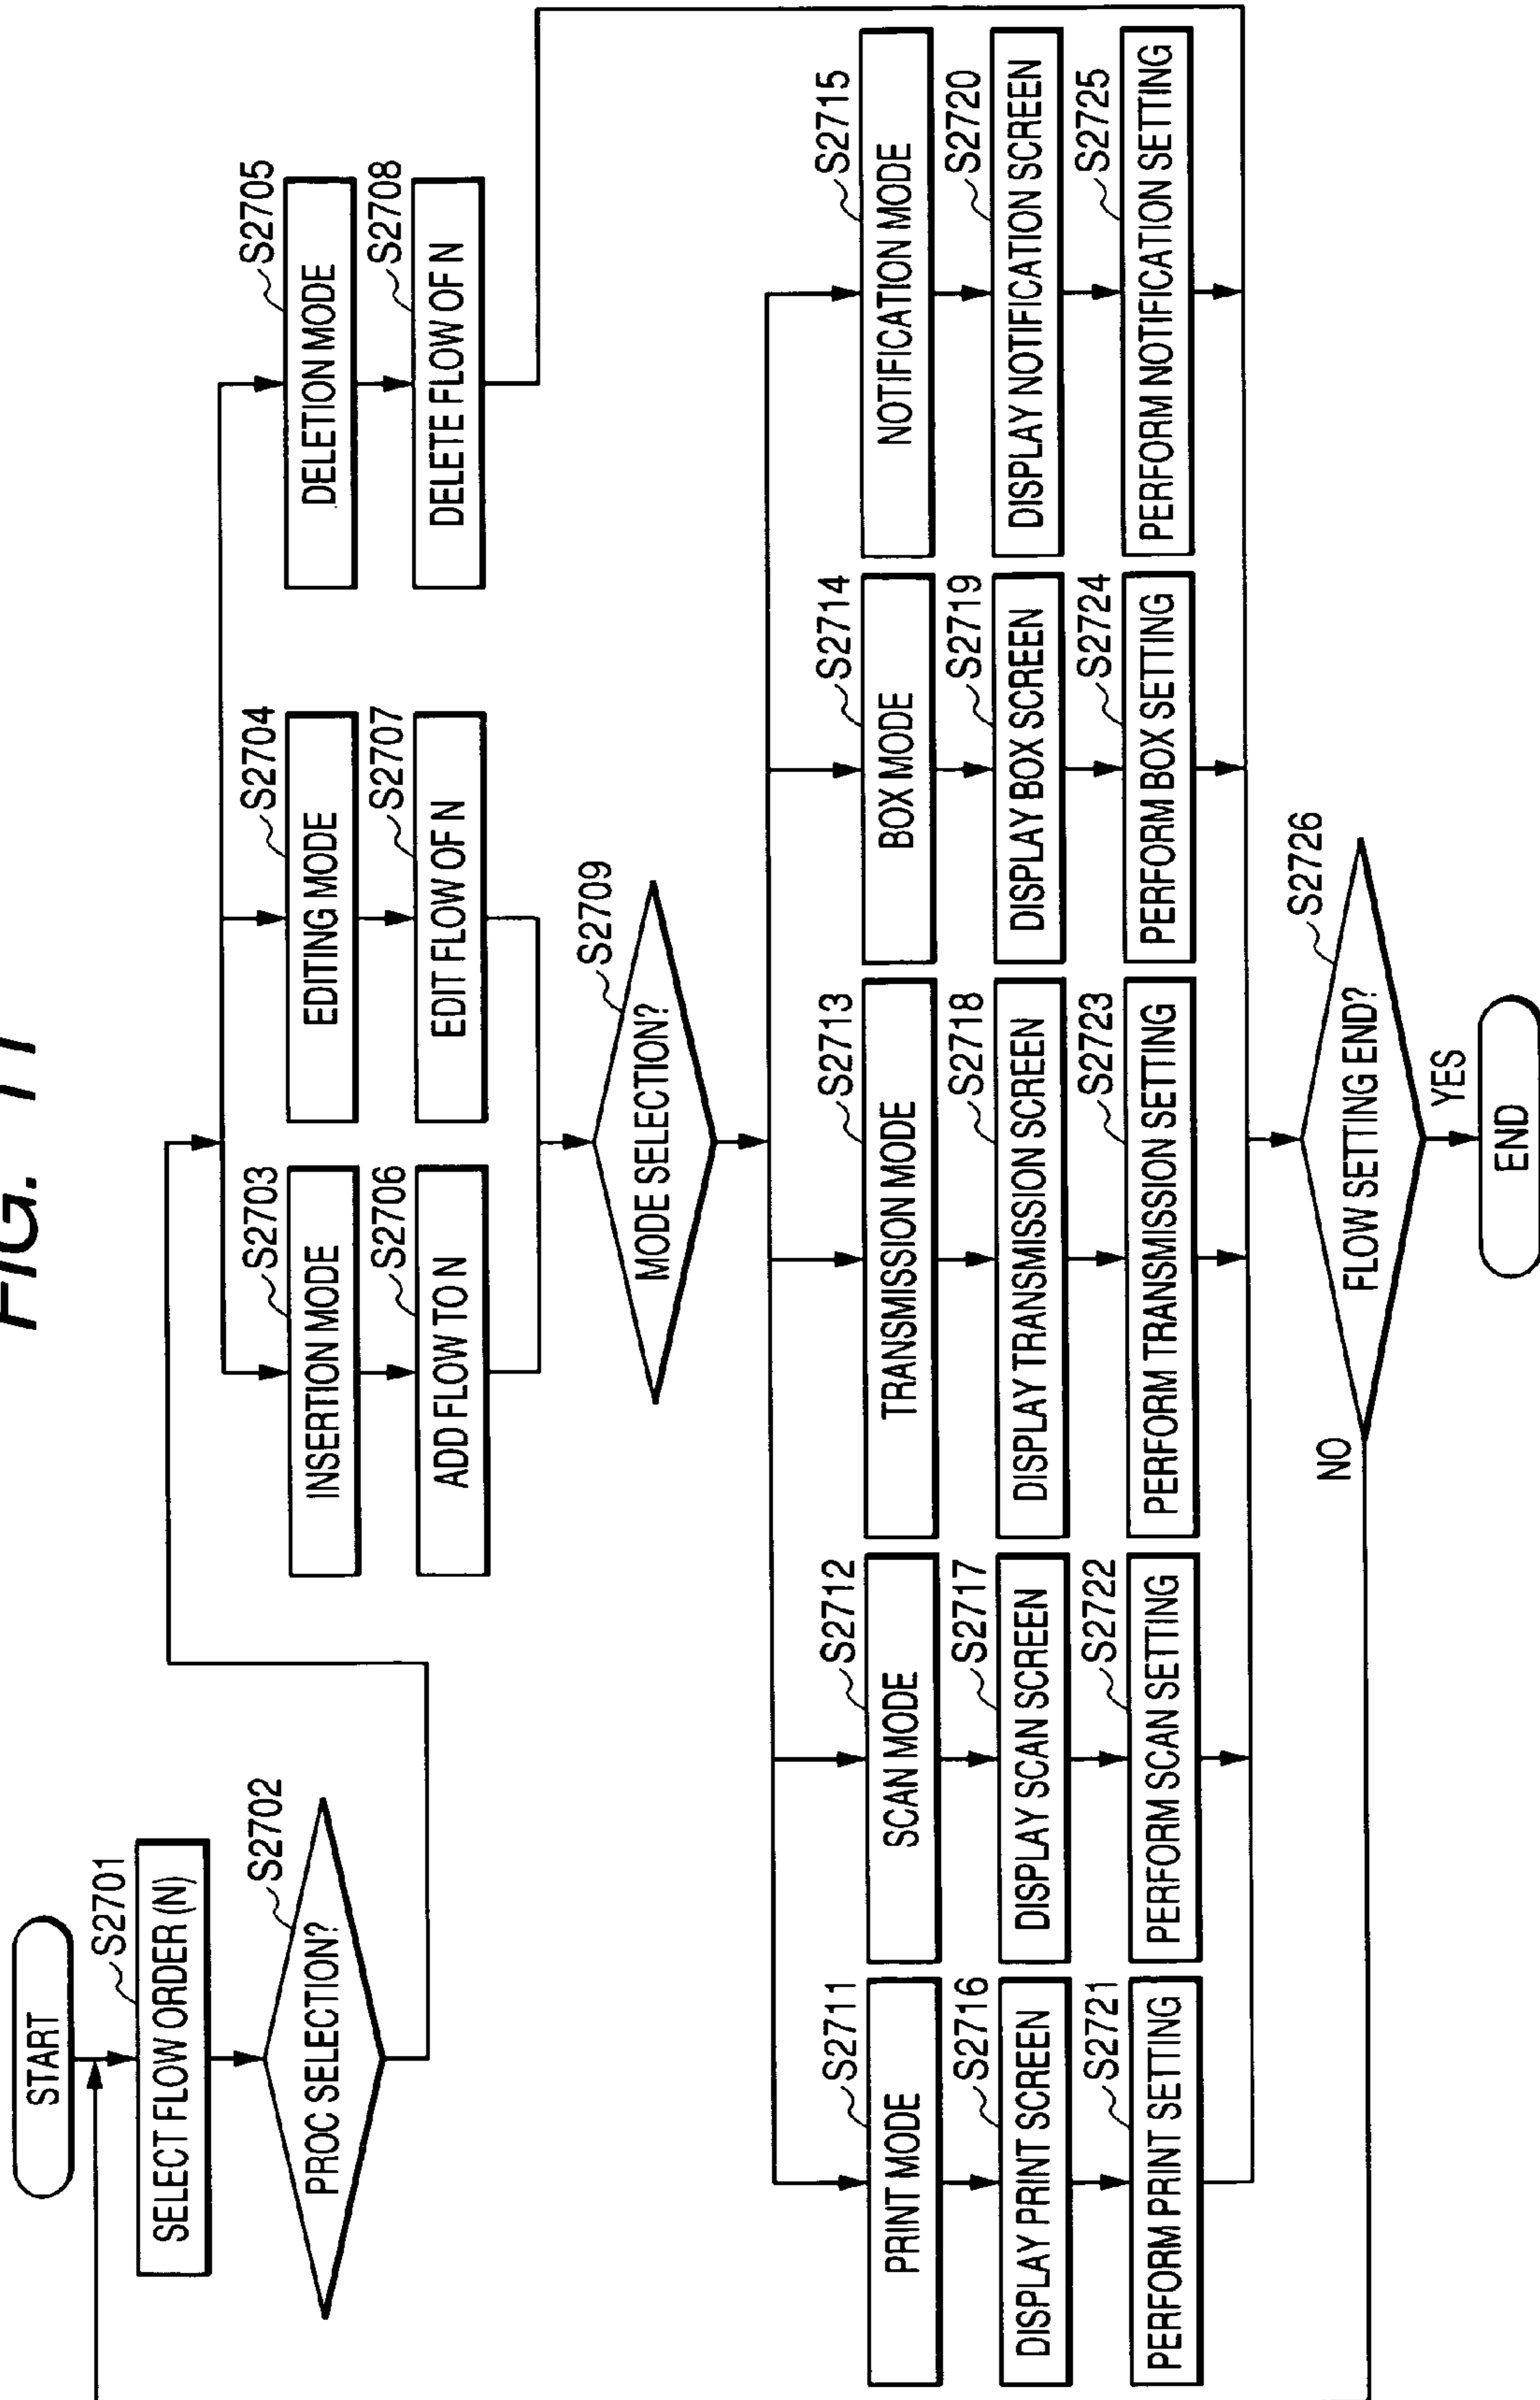 FIG.
START
S2701
SELECT FLOW ORDER (N)
S2702
PROC SELECTION?
S2703
INSERTION MODE
S2704
EDITING MODE
S2705
DELETION MODE
S2706
ADD FLOW TO N
S2707
EDIT FLOW OF N
S2708
DELETE FLOW OF N
S2709
MODE SELECTION?
S2711
PRINT MODE
S2712
SCAN MODE
S2713
TRANSMISSION MODE
S2714
BOX MODE
S2715
NOTIFICATION MODE
S2716
DISPLAY PRINT SCREEN
S2717
DISPLAY SCAN SCREEN
S2718
DISPLAY TRANSMISSION SCREEN
S2719
DISPLAY BOX SCREEN
S2720
DISPLAY NOTIFICATION SCREEN
S2721
PERFORM PRINT SETTING
S2722
PERFORM SCAN SETTING
S2723
PERFORM TRANSMISSION SETTING
S2724
PERFORM BOX SETTING
S2725
PERFORM NOTIFICATION SETTING
S2726
FLOW SETTING END?
NO
YES
END